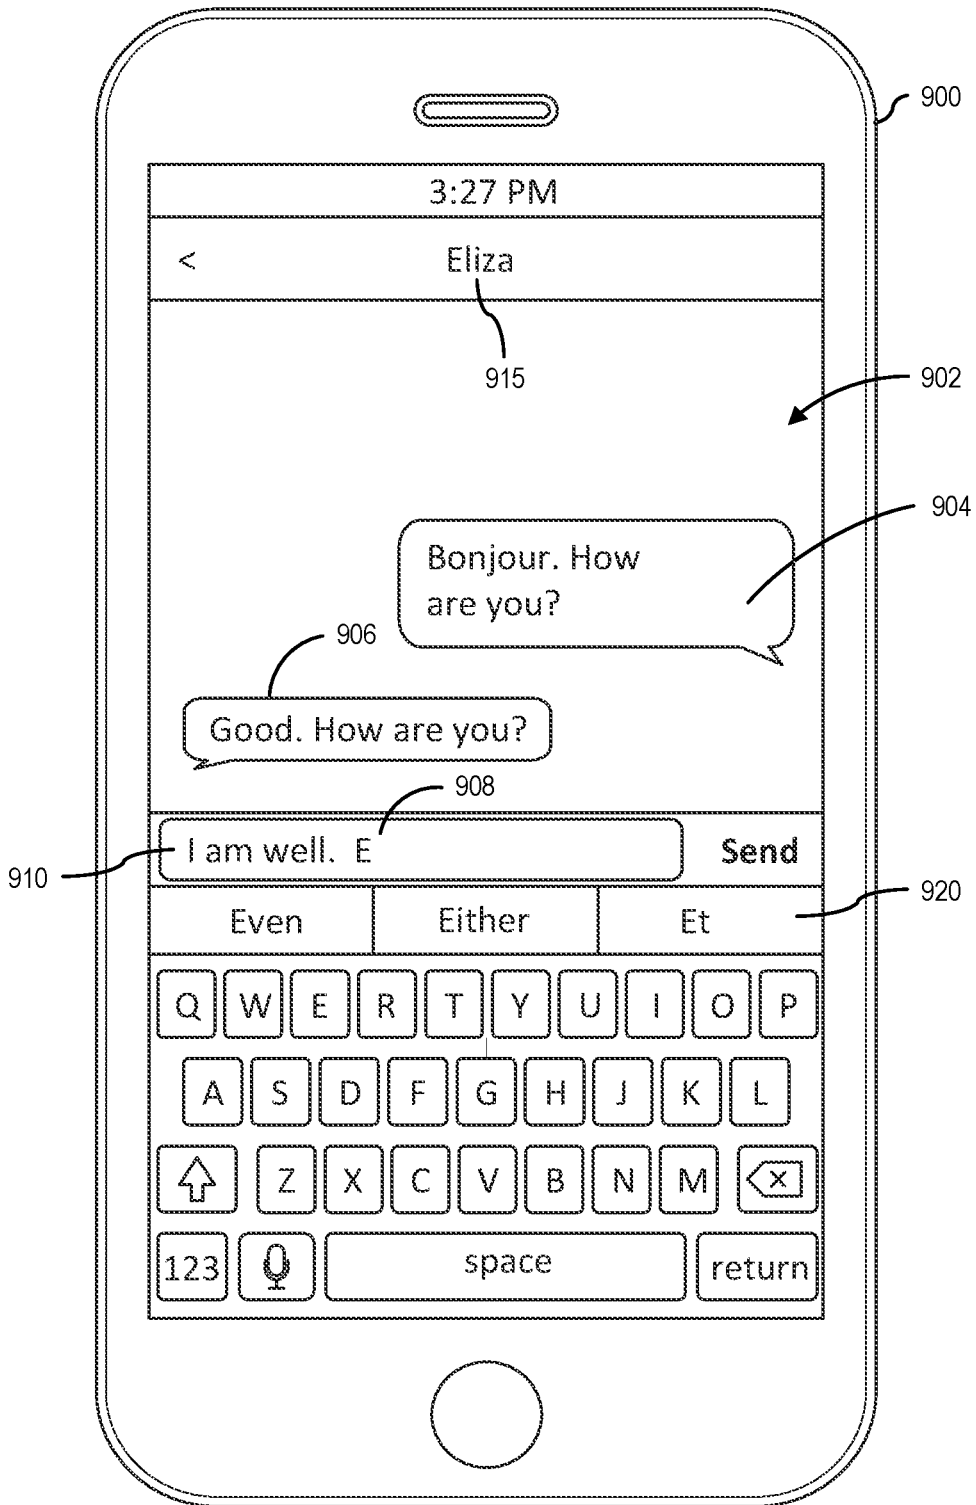 900
3:27 PM
< Eliza
915
902
904
Bonjour. How
are you?
906
Good. How are you?
908
I am well.  E
Send
910
920
Even Either Et
Q W E R T Y U I O P
A S D F G H J K L
Z X C V B N M
123 space return